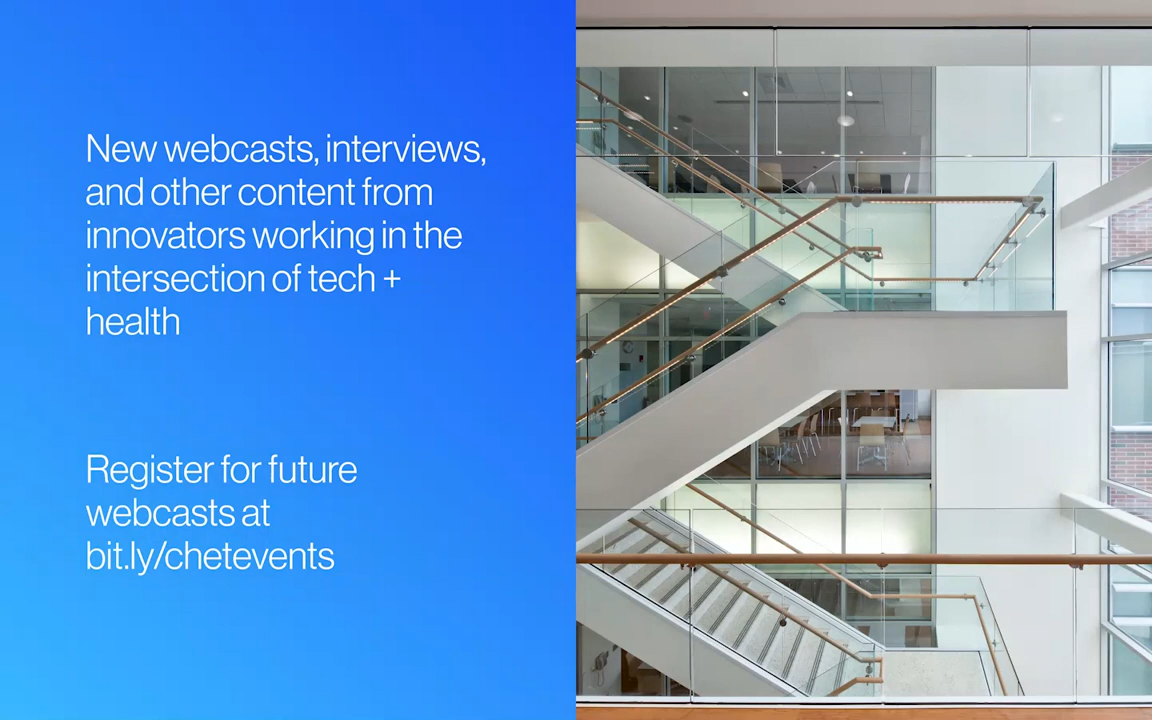 New webcasts, interviews,
and other content from
innovators working in the
intersection of tech +
health
Register for future
webcasts at
bit.ly/chetevents